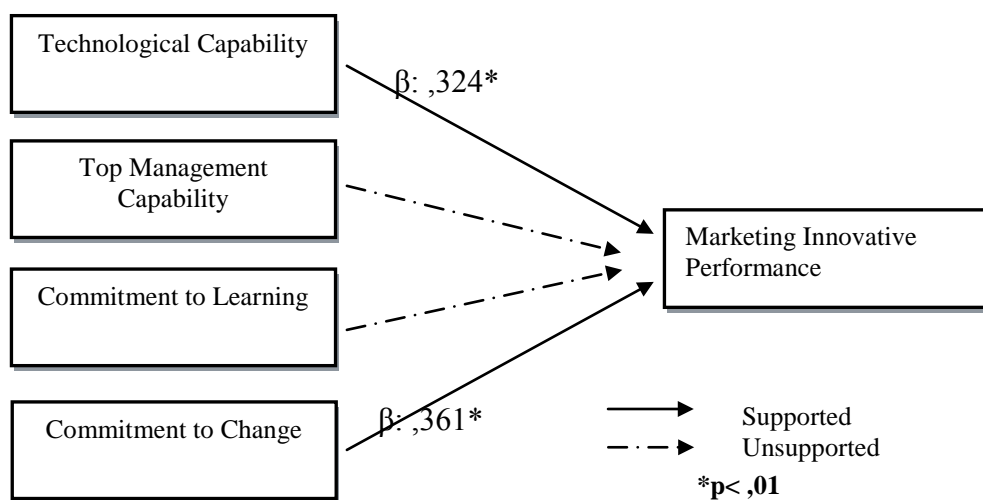 Technological Capability
β: ,324*
Top Management
Capability
Marketing Innovative
Performance
Commitment to Learning
Commitment to Change
β: ,361*
Supported
Unsupported
*p< ,01